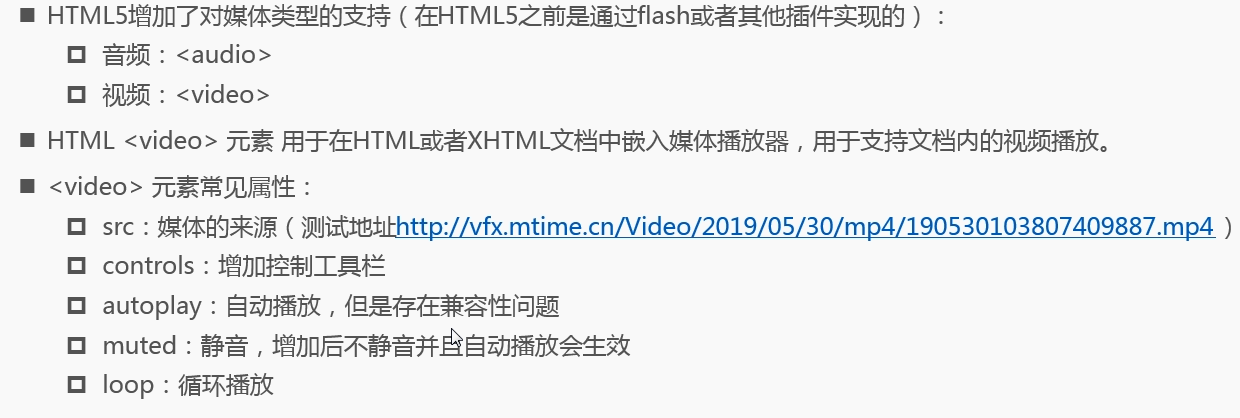 HTML5增加了对媒体类型的支持（在HTML5之前是通过flash或者其他插件实现的）：
音频：<audio>
视频：<video>
HTML <video> 元素 用于在HTML或者XHTML文档中嵌入媒体播放器，用于支持文档内的视频播放。
<video> 元素常见属性：
src：媒体的来源（测试地址http://vfx.mtime.cn/Video/2019/05/30/mp4/190530103807409887.mp4 ）
controls：增加控制工具栏
autoplay：自动播放，但是存在兼容性问题
muted：静音，增加后不静音并且自动播放会生效
loop：循环播放